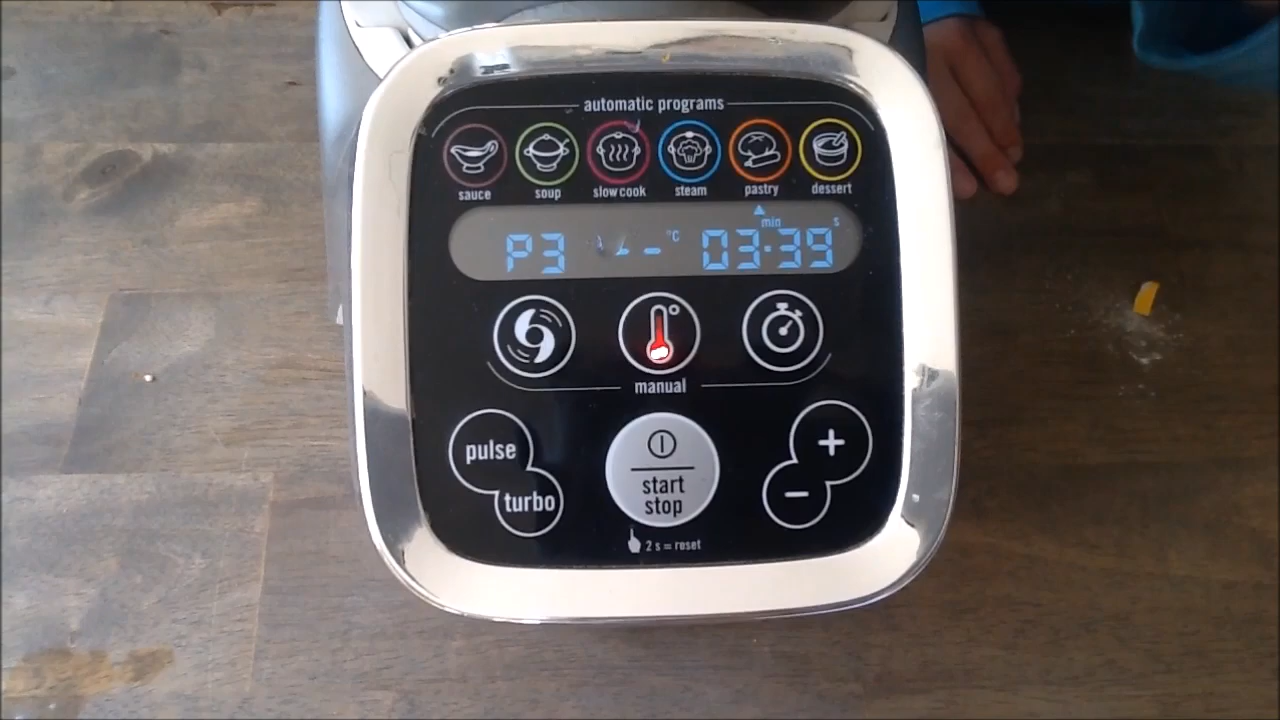 automatic programs
sauce soup slow cook steam pastry dessert
min s
P3 -- °C 03:39
manual
pulse
turbo
start
stop
+
-
2 s = reset